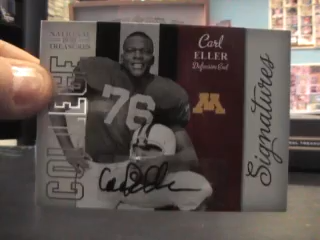 NATIONAL
TREASURES
Carl
ELLER
Defensive End
COLLEGE
76
M
Signatures